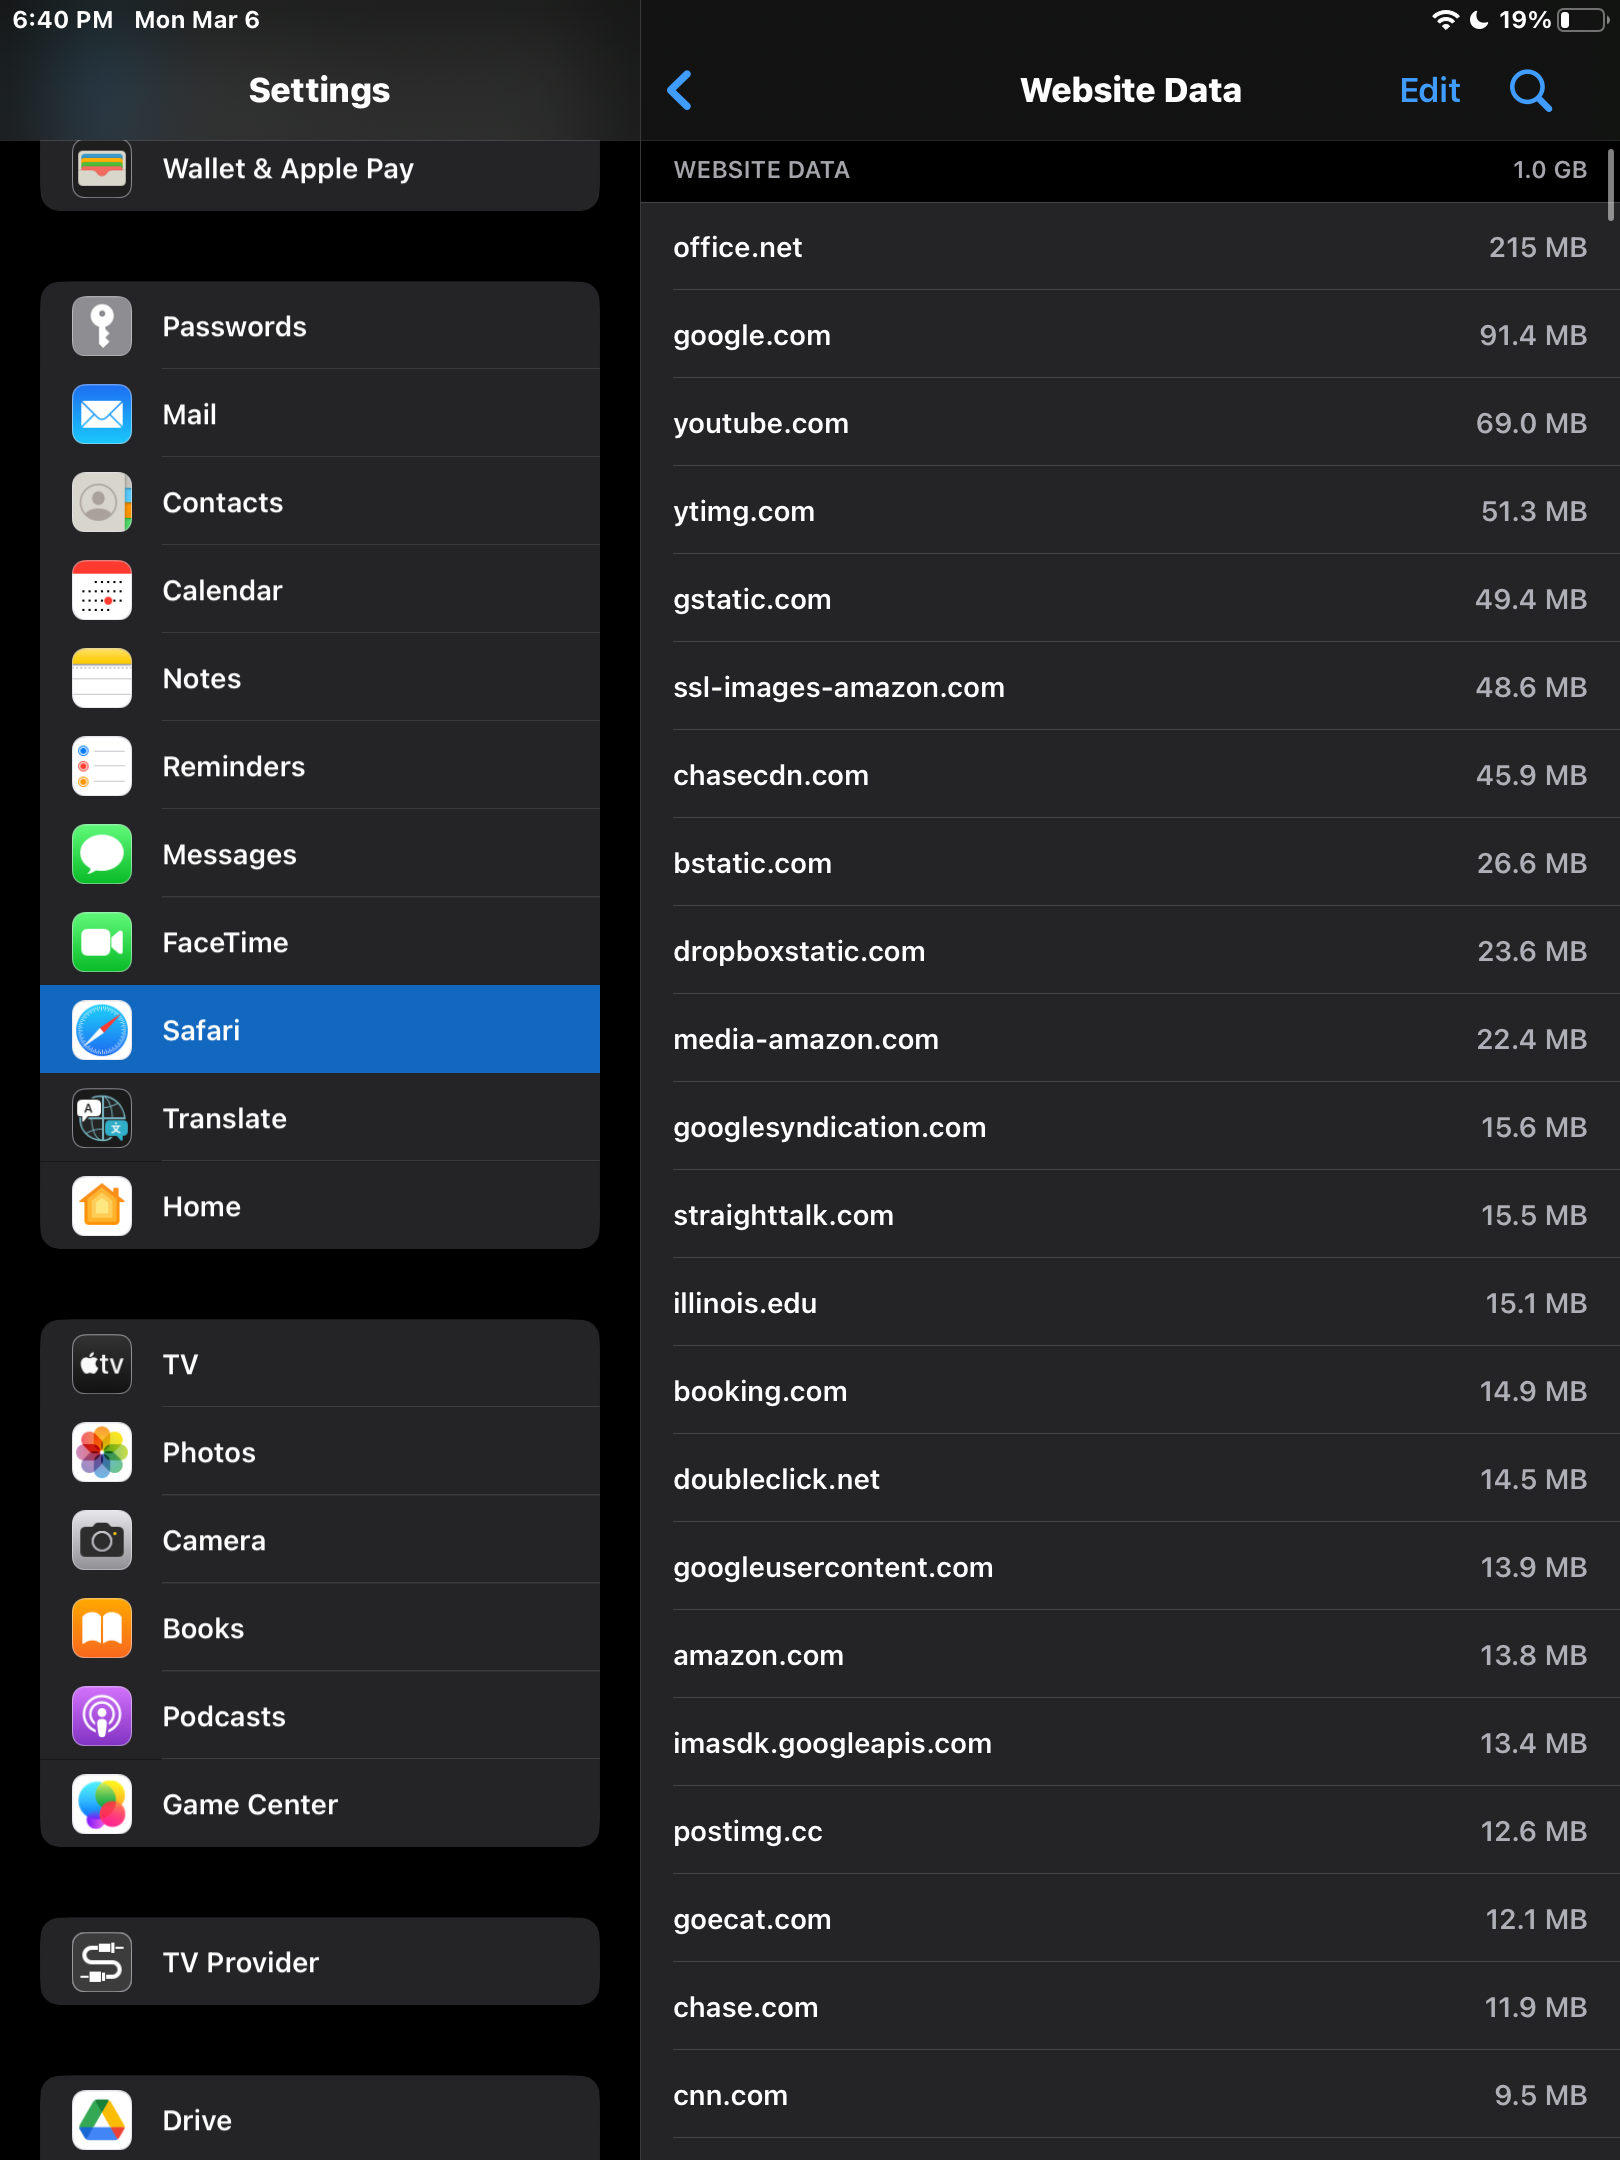 6:40 PM Mon Mar 6
19%
Settings
Wallet & Apple Pay
Passwords
Mail
Contacts
Calendar
Notes
Reminders
Messages
FaceTime
Safari
A
文
Translate
Home
tv
TV
Photos
Camera
Books
Podcasts
Game Center
TV Provider
Drive
Website Data
Edit
WEBSITE DATA 1.0 GB
office.net 215 MB
google.com 91.4 MB
youtube.com 69.0 MB
ytimg.com 51.3 MB
gstatic.com 49.4 MB
ssl-images-amazon.com 48.6 MB
chasecdn.com 45.9 MB
bstatic.com 26.6 MB
dropboxstatic.com 23.6 MB
media-amazon.com 22.4 MB
googlesyndication.com 15.6 MB
straighttalk.com 15.5 MB
illinois.edu 15.1 MB
booking.com 14.9 MB
doubleclick.net 14.5 MB
googleusercontent.com 13.9 MB
amazon.com 13.8 MB
imasdk.googleapis.com 13.4 MB
postimg.cc 12.6 MB
goecat.com 12.1 MB
chase.com 11.9 MB
cnn.com 9.5 MB